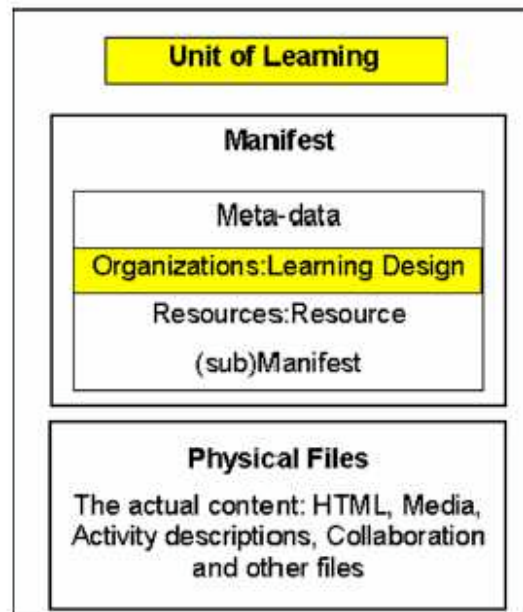 Unit of Learning
Manifest
Meta-data
Organizations:Learning Design
Resources:Resource
(sub)Manifest
Physical Files
The actual content: HTML, Media,
Activity descriptions, Collaboration
and other files